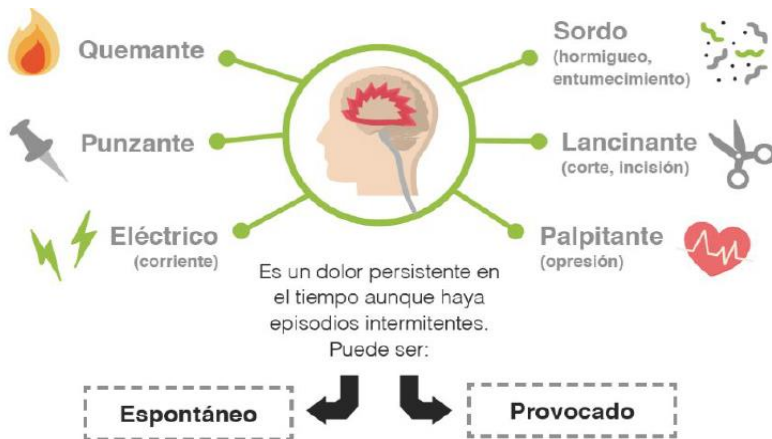 Quemante
Punzante
Eléctrico
(corriente)
Sordo
(hormigueo,
entumecimiento)
Lancinante
(corte, incisión)
Palpitante
(opresión)
Es un dolor persistente en
el tiempo aunque haya
episodios intermitentes.
Puede ser:
Espontáneo
Provocado